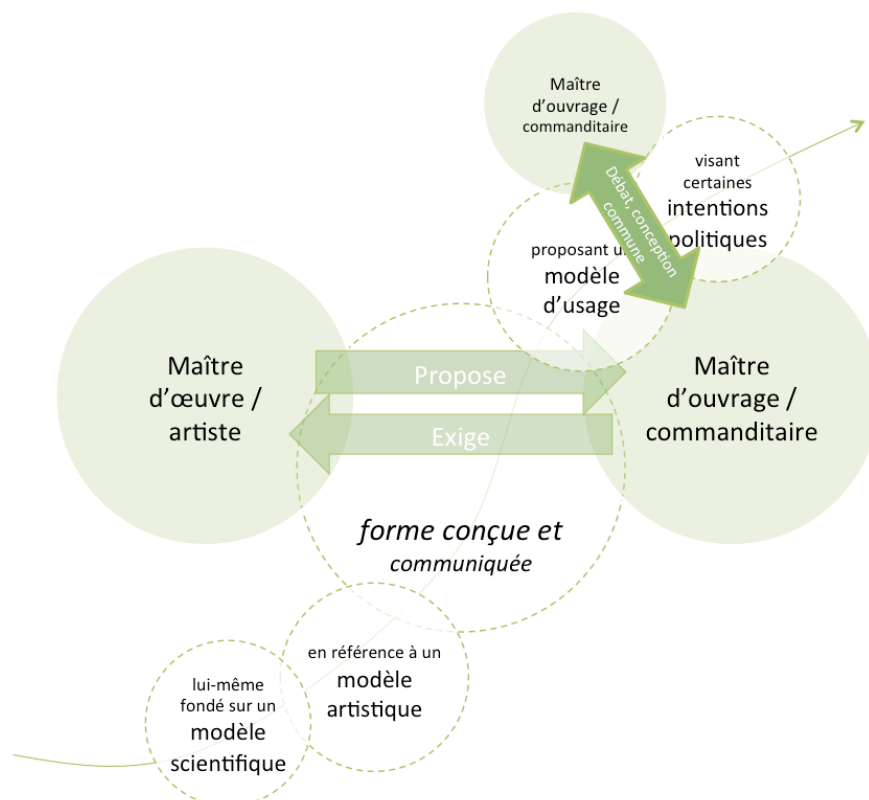 Maître
d'ouvrage /
commanditaire
visant
certaines
intentions
politiques
Débat, conception
commune
proposant u
modèle
d'usage
Maître
d'œuvre /
artiste
Propose
Exige
Maître
d'ouvrage /
commanditaire
forme conçue et
communiquée
en référence à un
modèle
artistique
lui-même
fondé sur un
modèle
scientifique